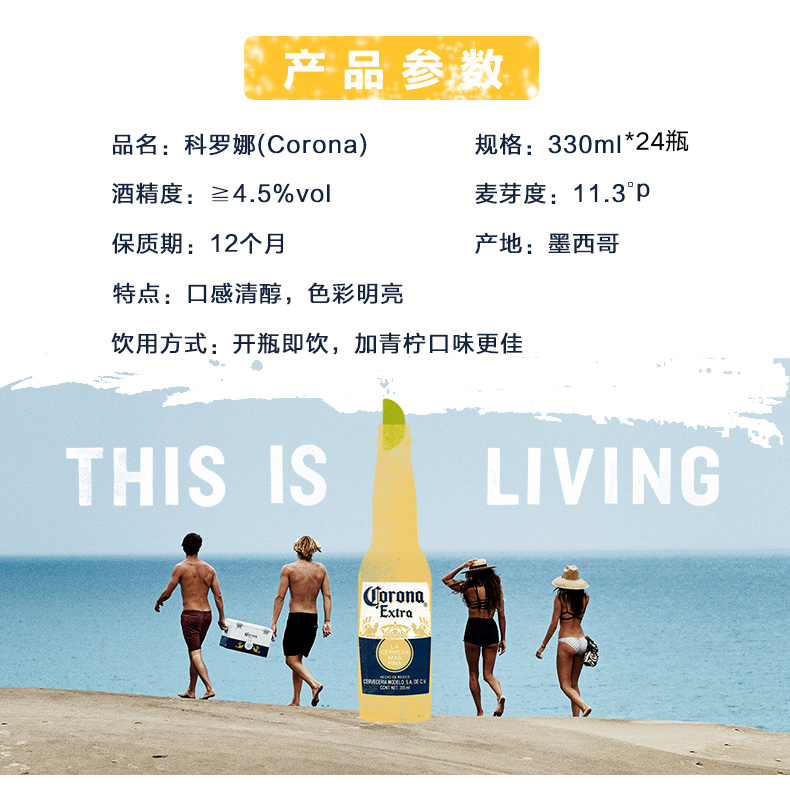 产品参数
品名：科罗娜(Corona)
规格：330ml*24瓶
酒精度：≧4.5%vol
麦芽度：11.3°p
保质期：12个月
产地：墨西哥
特点：口感清醇，色彩明亮
饮用方式：开瓶即饮，加青柠口味更佳
THIS IS LIVING
Corona
Extra
LA
CERVEZA
MAS
FINA
HECHO EN MEXICO
CERVECERIA MODELO S.A. DE C.V.
Corona